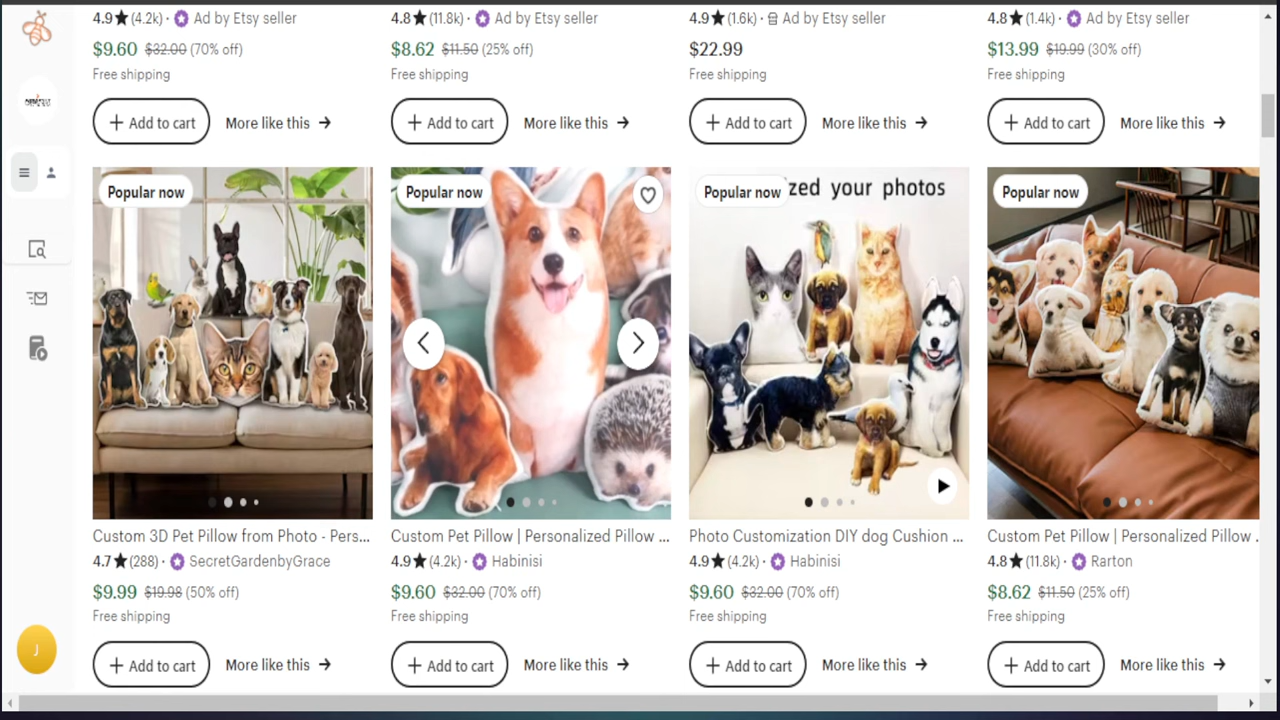 4.9★(4.2k) · Ad by Etsy seller
4.8★(11.8k) · Ad by Etsy seller
4.9★(1.6k) · Ad by Etsy seller
4.8★(1.4k) · Ad by Etsy seller
$9.60 $32.00 (70% off)
$8.62 $11.50 (25% off)
$22.99
$13.99 $19.99 (30% off)
Free shipping
Free shipping
Free shipping
Free shipping
+ Add to cart More like this →
+ Add to cart More like this →
+ Add to cart More like this →
+ Add to cart More like this →
Popular now
Popular now
Popular now
zed your photos
Popular now
Custom 3D Pet Pillow from Photo - Pers...
Custom Pet Pillow | Personalized Pillow ...
Photo Customization DIY dog Cushion ...
Custom Pet Pillow | Personalized Pillow .
4.7★(288) · SecretGardenbyGrace
4.9★(4.2k) · Habinisi
4.9★(4.2k) · Habinisi
4.8★(11.8k) · Rarton
$9.99 $19.98 (50% off)
$9.60 $32.00 (70% off)
$9.60 $32.00 (70% off)
$8.62 $11.50 (25% off)
Free shipping
Free shipping
Free shipping
Free shipping
+ Add to cart More like this →
+ Add to cart More like this →
+ Add to cart More like this →
+ Add to cart More like this →
J